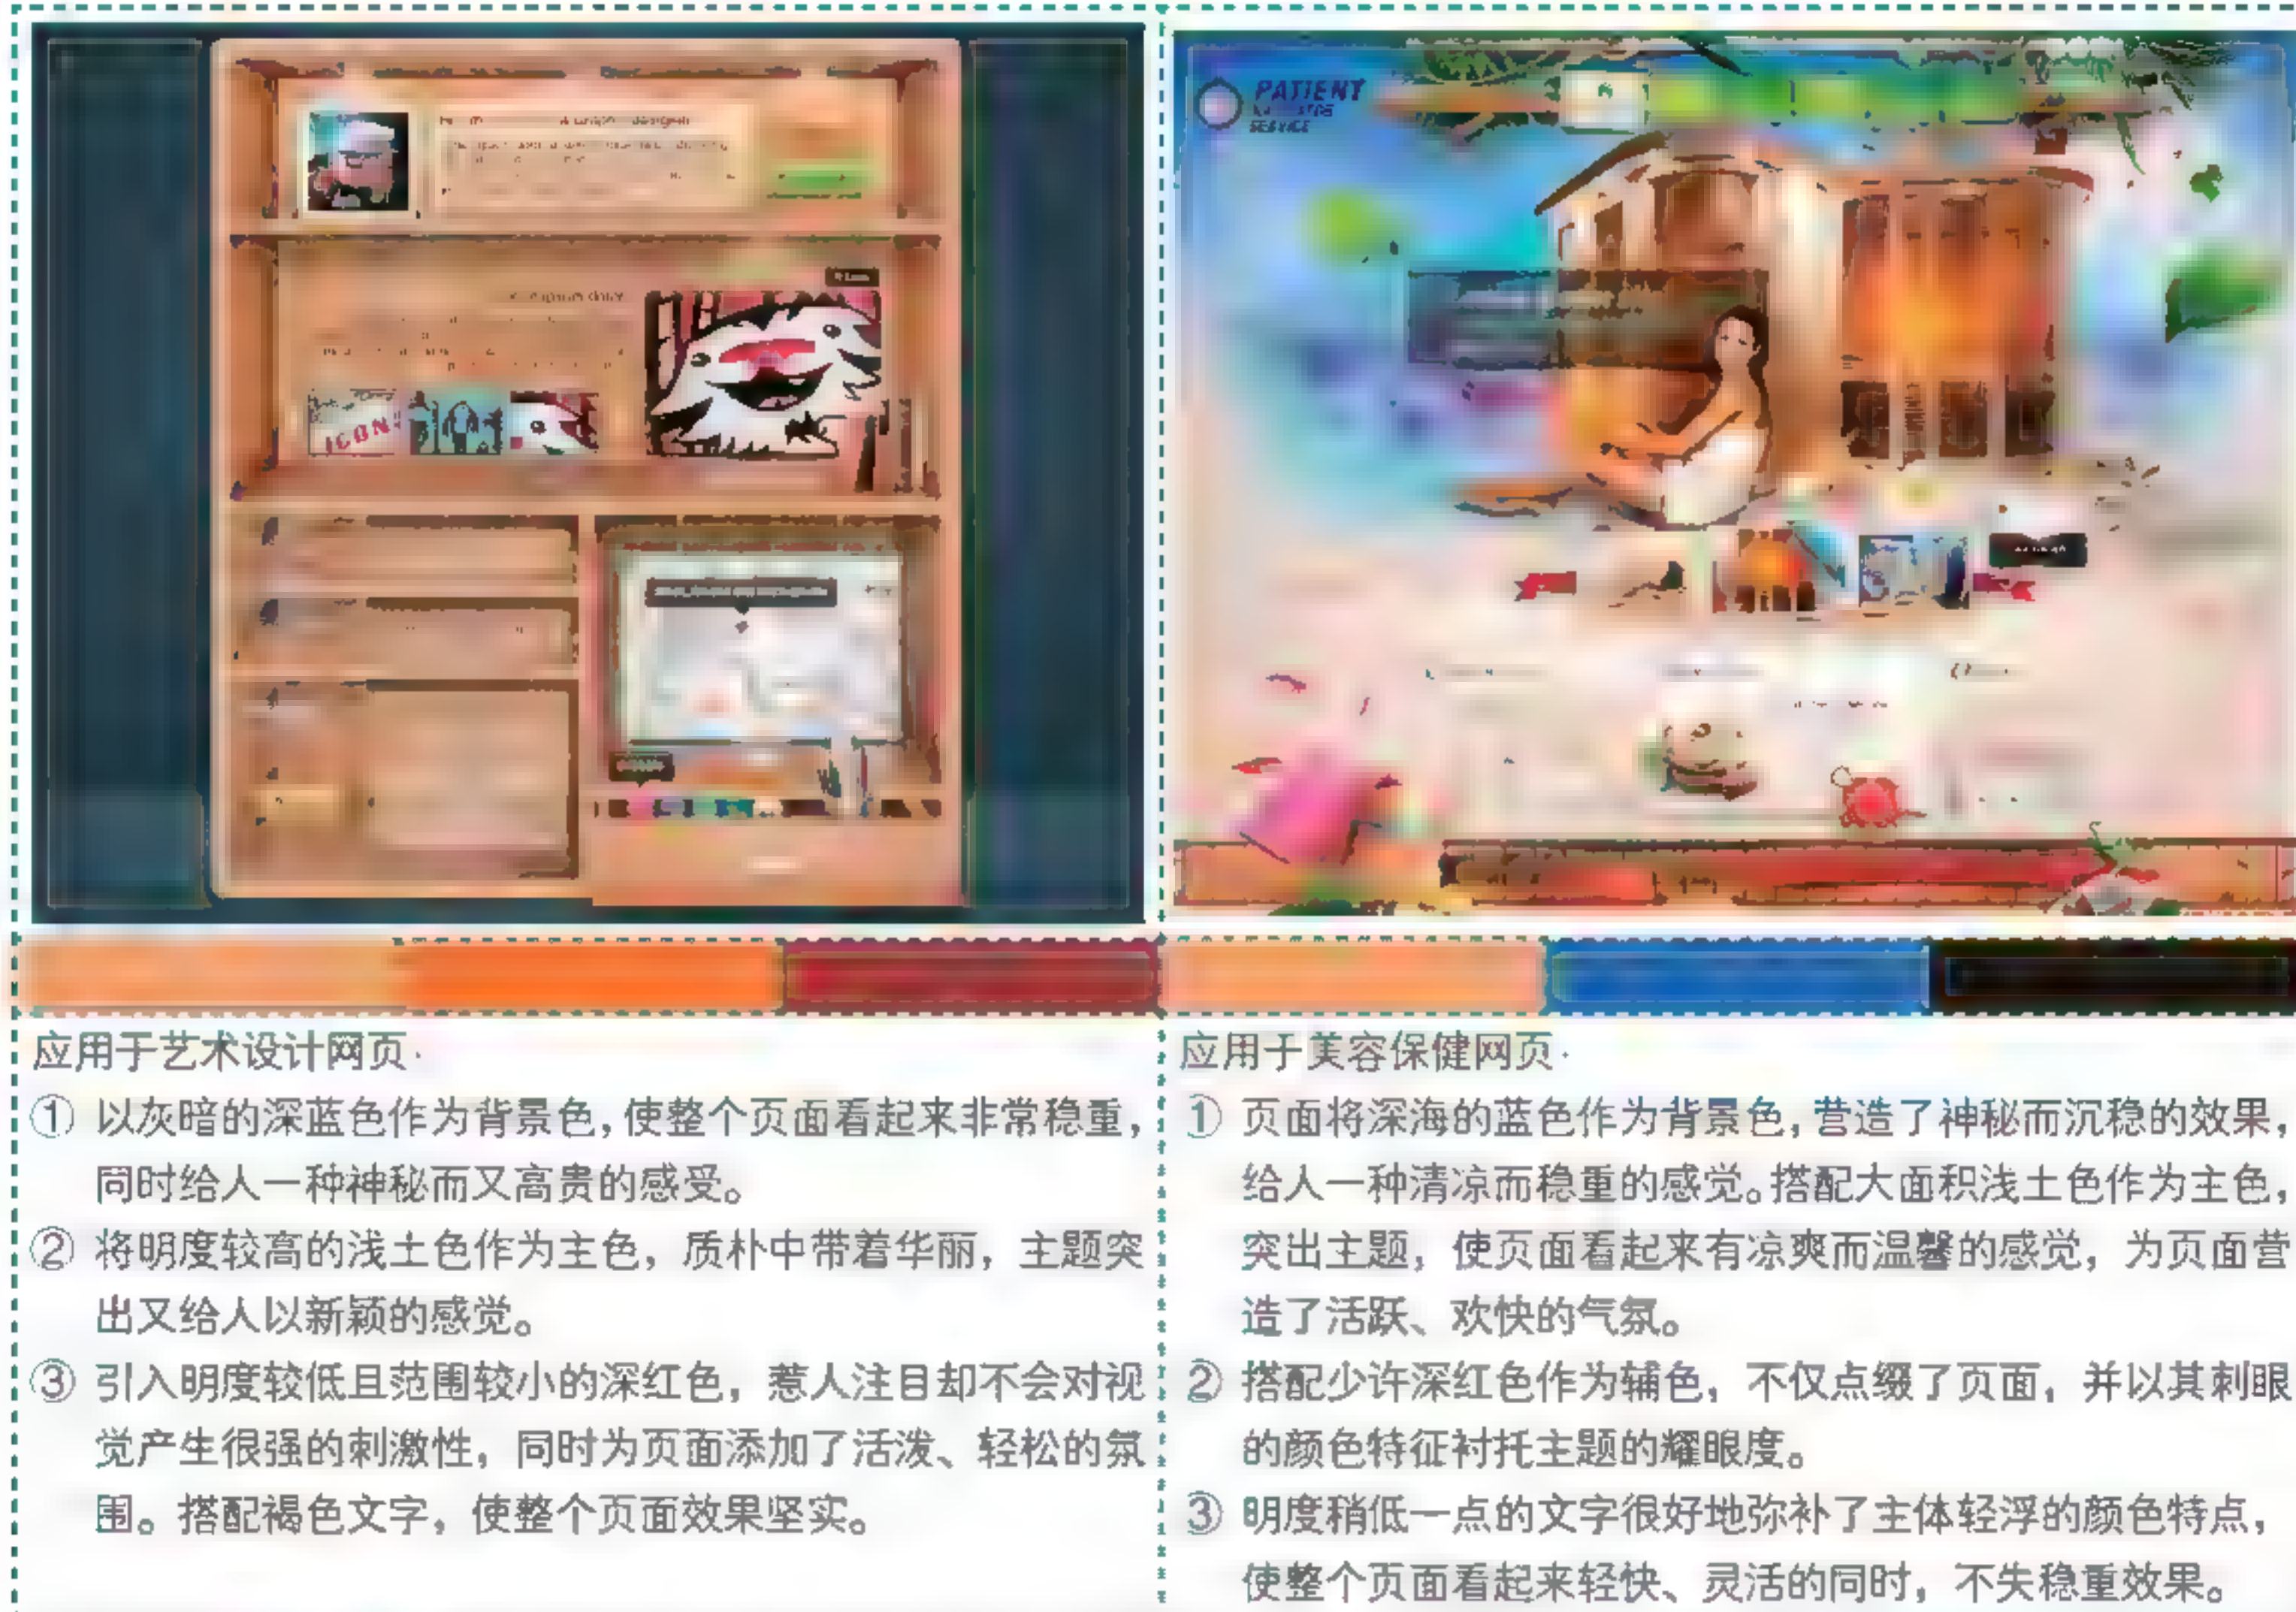 PATIENT
SERVICE
ICON
应用于艺术设计网页·
① 以灰暗的深蓝色作为背景色，使整个页面看起来非常稳重，
同时给人一种神秘而又高贵的感受。
② 将明度较高的浅土色作为主色，质朴中带着华丽，主题突
出又给人以新颖的感觉。
③ 引入明度较低且范围较小的深红色，惹人注目却不会对视
觉产生很强的刺激性，同时为页面添加了活泼、轻松的氛
围。搭配褐色文字，使整个页面效果坚实。
应用于美容保健网页·
① 页面将深海的蓝色作为背景色，营造了神秘而沉稳的效果，
给人一种清凉而稳重的感觉。搭配大面积浅土色作为主色，
突出主题，使页面看起来有凉爽而温馨的感觉，为页面营
造了活跃、欢快的气氛。
② 搭配少许深红色作为辅色，不仅点缀了页面，并以其刺眼
的颜色特征衬托主题的耀眼度。
③ 明度稍低一点的文字很好地弥补了主体轻浮的颜色特点，
使整个页面看起来轻快、灵活的同时，不失稳重效果。